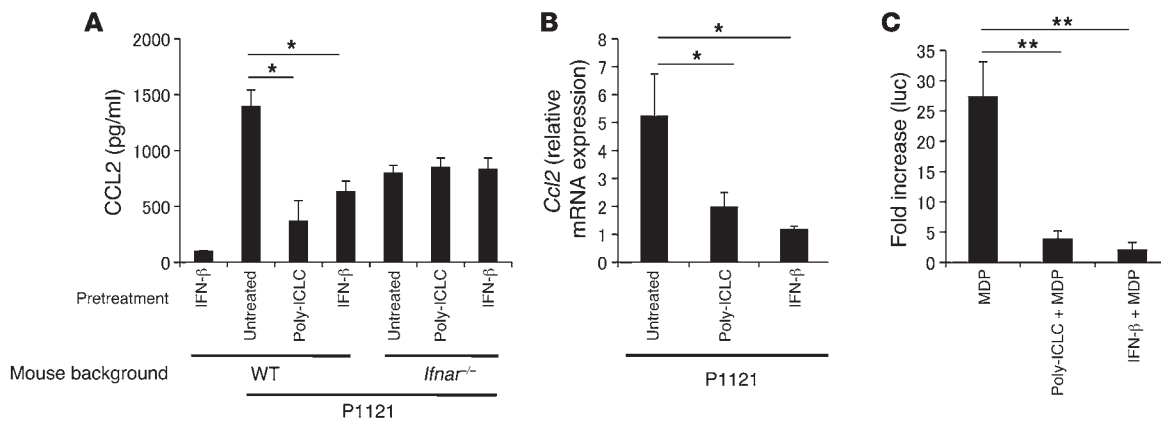 A
2000
1500
1000
500
0
CCL2 (pg/ml)
*
*
Pretreatment
IFN-β
Untreated
Poly-ICLC
IFN-β
Untreated
Poly-ICLC
IFN-β
Mouse background
WT
Ifnar–/–
P1121
B
8
7
6
5
4
3
2
1
0
Ccl2 (relative
mRNA expression)
*
*
Untreated
Poly-ICLC
IFN-β
P1121
C
35
30
25
20
15
10
5
0
Fold increase (luc)
**
**
MDP
Poly-ICLC + MDP
IFN-β + MDP